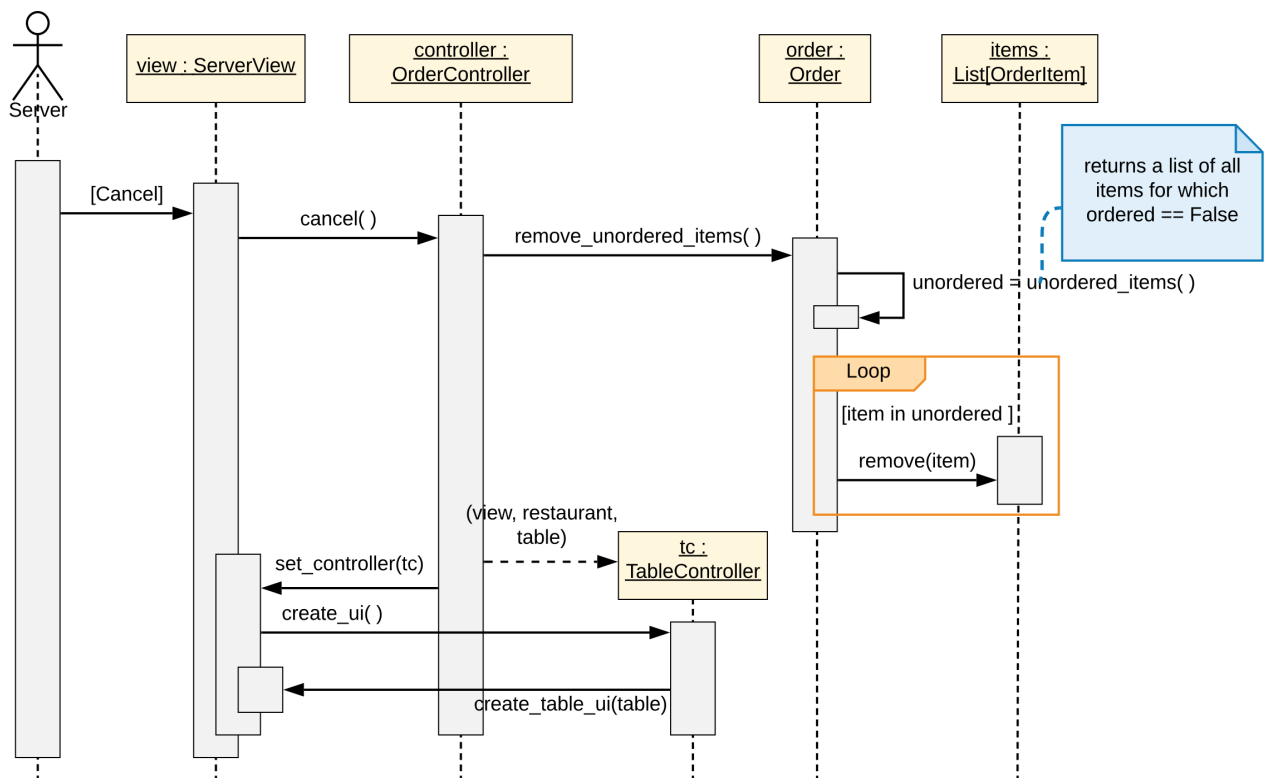 Server
view : ServerView
controller :
OrderController
order :
Order
items :
List[OrderItem]
returns a list of all
items for which
ordered == False
[Cancel]
cancel( )
remove_unordered_items( )
unordered = unordered_items( )
Loop
[item in unordered ]
remove(item)
(view, restaurant,
table)
tc :
TableController
set_controller(tc)
create_ui( )
create_table_ui(table)